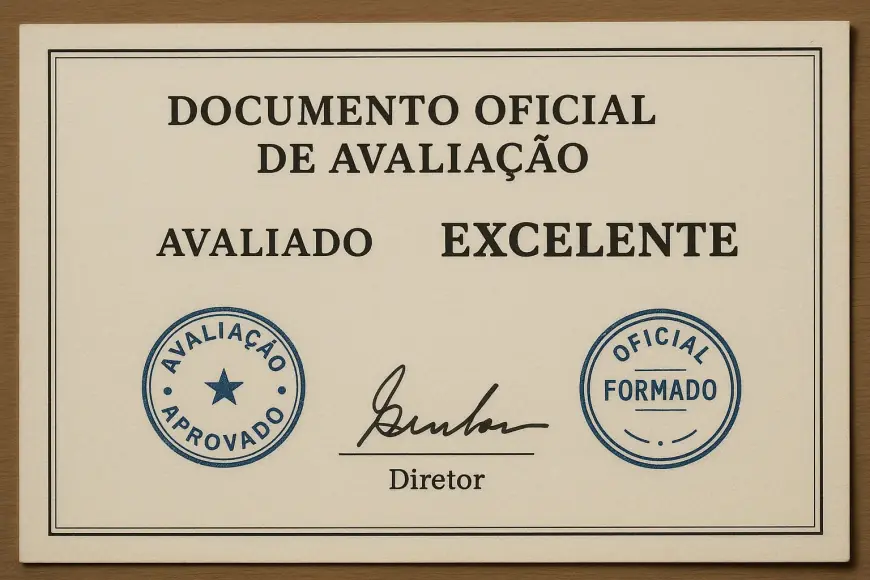 DOCUMENTO OFICIAL
DE AVALIAÇÃO
AVALIADO EXCELENTE
AVALIAÇÃO
APROVADO
OFICIAL
FORMADO
Diretor